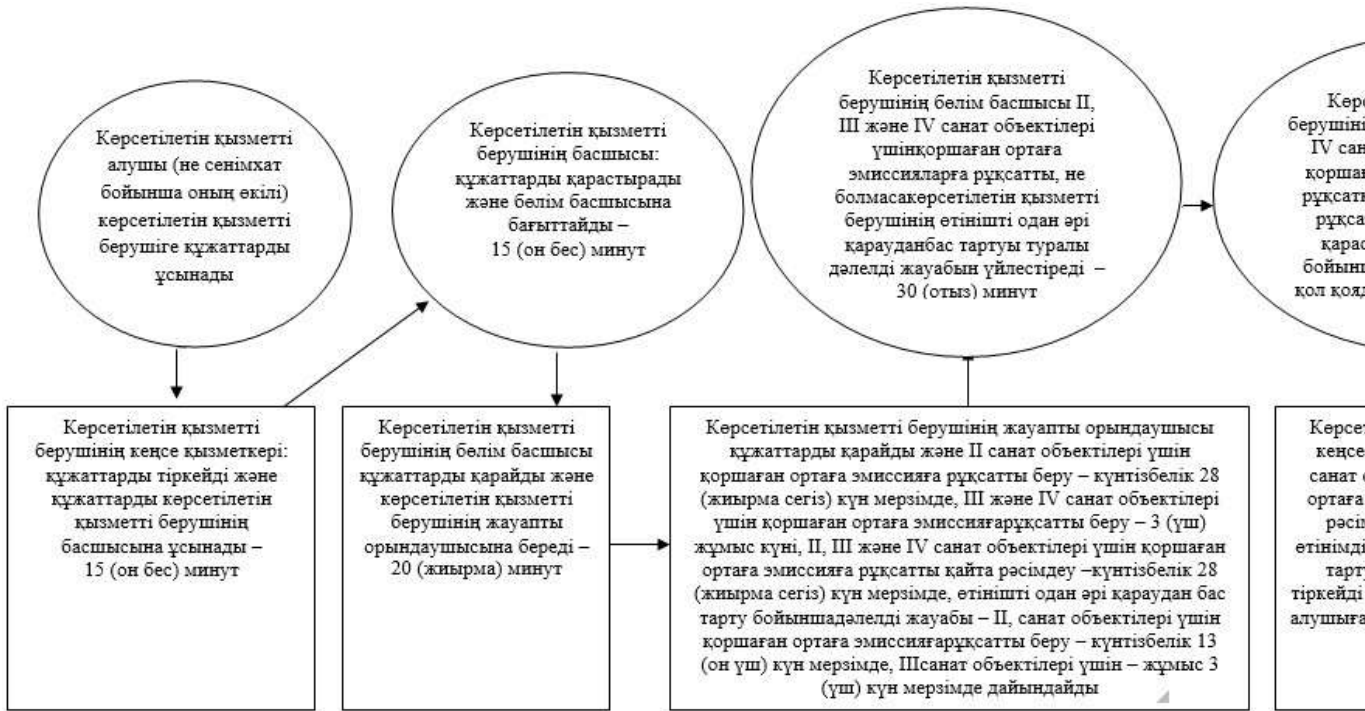 Көрсетілетін қызметті
алушы (не сенімхат
бойынша оның өкілі)
көрсетілетін қызметті
берушіге құжаттарды
ұсынады
Көрсетілетін қызметті
берушінің кеңсе қызметкері:
құжаттарды тіркейді және
құжаттарды көрсетілетін
қызметті берушінің
басшысына ұсынады –
15 (он бес) минут
Көрсетілетін қызметті
берушінің басшысы:
құжаттарды қарастырады
және бөлім басшысына
бағыттайды –
15 (он бес) минут
Көрсетілетін қызметті
берушінің бөлім басшысы
құжаттарды қарайды және
көрсетілетін қызметті
берушінің жауапты
орындаушысына береді –
20 (жиырма) минут
Көрсетілетін қызметті берушінің жауапты орындаушысы
құжаттарды қарайды және II санат объектілері үшін
қоршаған ортаға эмиссияға рұқсатты беру – күнтізбелік 28
(жиырма сегіз) күн мерзімде, III және IV санат объектілері
үшін қоршаған ортаға эмиссияғарұқсатты беру – 3 (үш)
жұмыс күні, II, III және IV санат объектілері үшін қоршаған
ортаға эмиссияға рұқсатты қайта рәсімдеу –күнтізбелік 28
(жиырма сегіз) күн мерзімде, өтінішті одан әрі қараудан бас
тарту бойыншадәлелді жауабы – II, санат объектілері үшін
қоршаған ортаға эмиссияғарұқсатты беру – күнтізбелік 13
(он үш) күн мерзімде, IIIсанат объектілері үшін – жұмыс 3
(үш) күн мерзімде дайындайды
Көрсетілетін қызметті
берушінің бөлім басшысы II,
III және IV санат объектілері
үшінқоршаған ортаға
эмиссияларға рұқсатты, не
болмасакөрсетілетін қызметті
берушінің өтінішті одан әрі
қарауданбас тартуы туралы
дәлелді жауабын үйлестіреді –
30 (отыз) минут
IV
қол
кеңсе
санат
ортаға
тіркейді